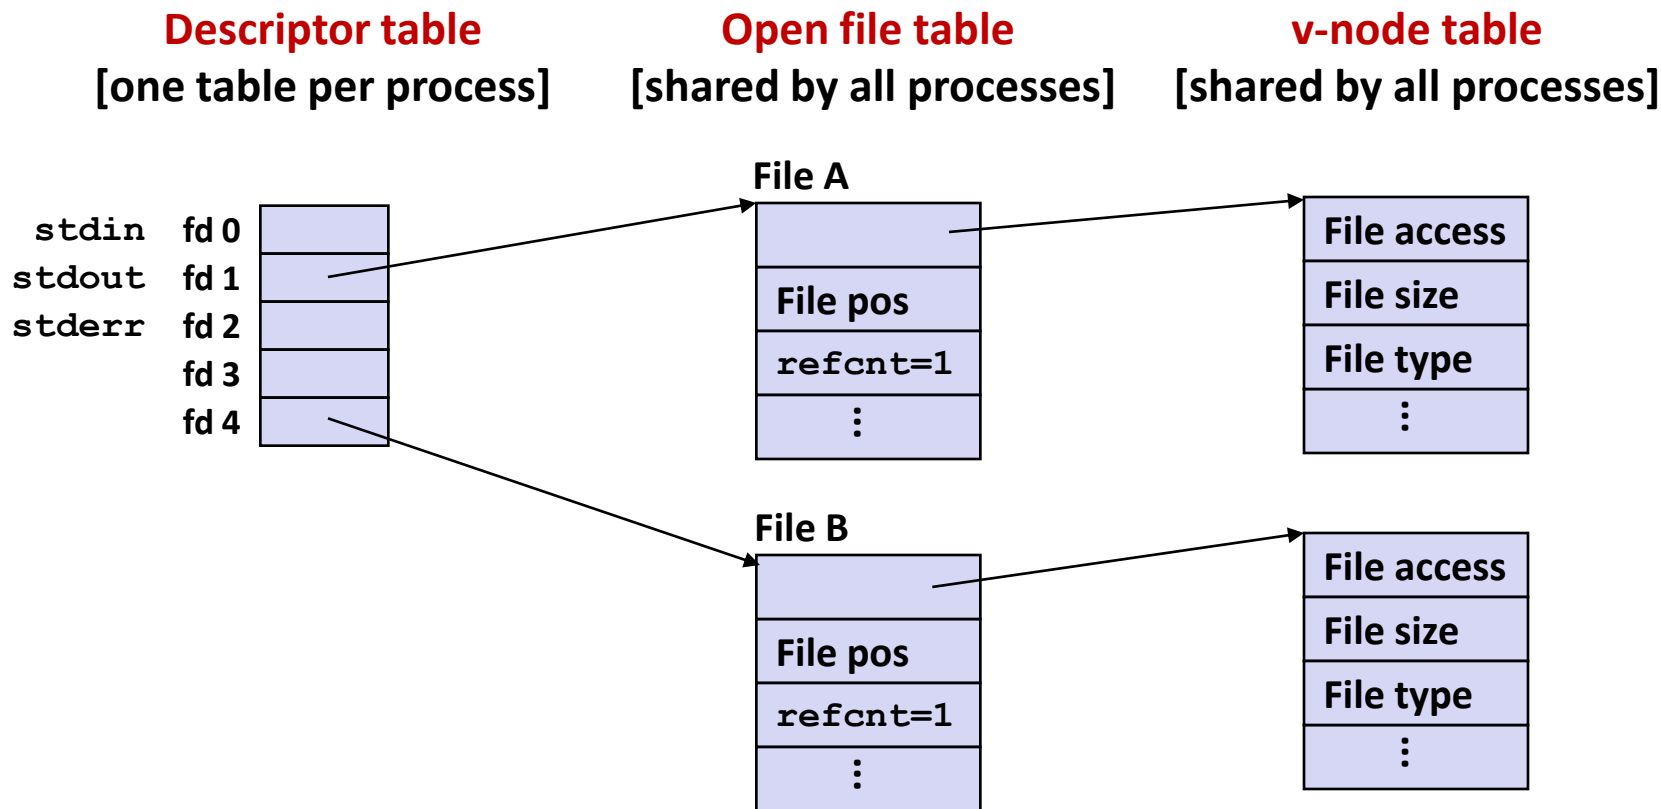 Descriptor table
[one table per process]
Open file table
[shared by all processes]
v-node table
[shared by all processes]
stdin fd 0
stdout fd 1
stderr fd 2
fd 3
fd 4
File A
File pos
refcnt=1
⋮
File access
File size
File type
⋮
File B
File pos
refcnt=1
⋮
File access
File size
File type
⋮